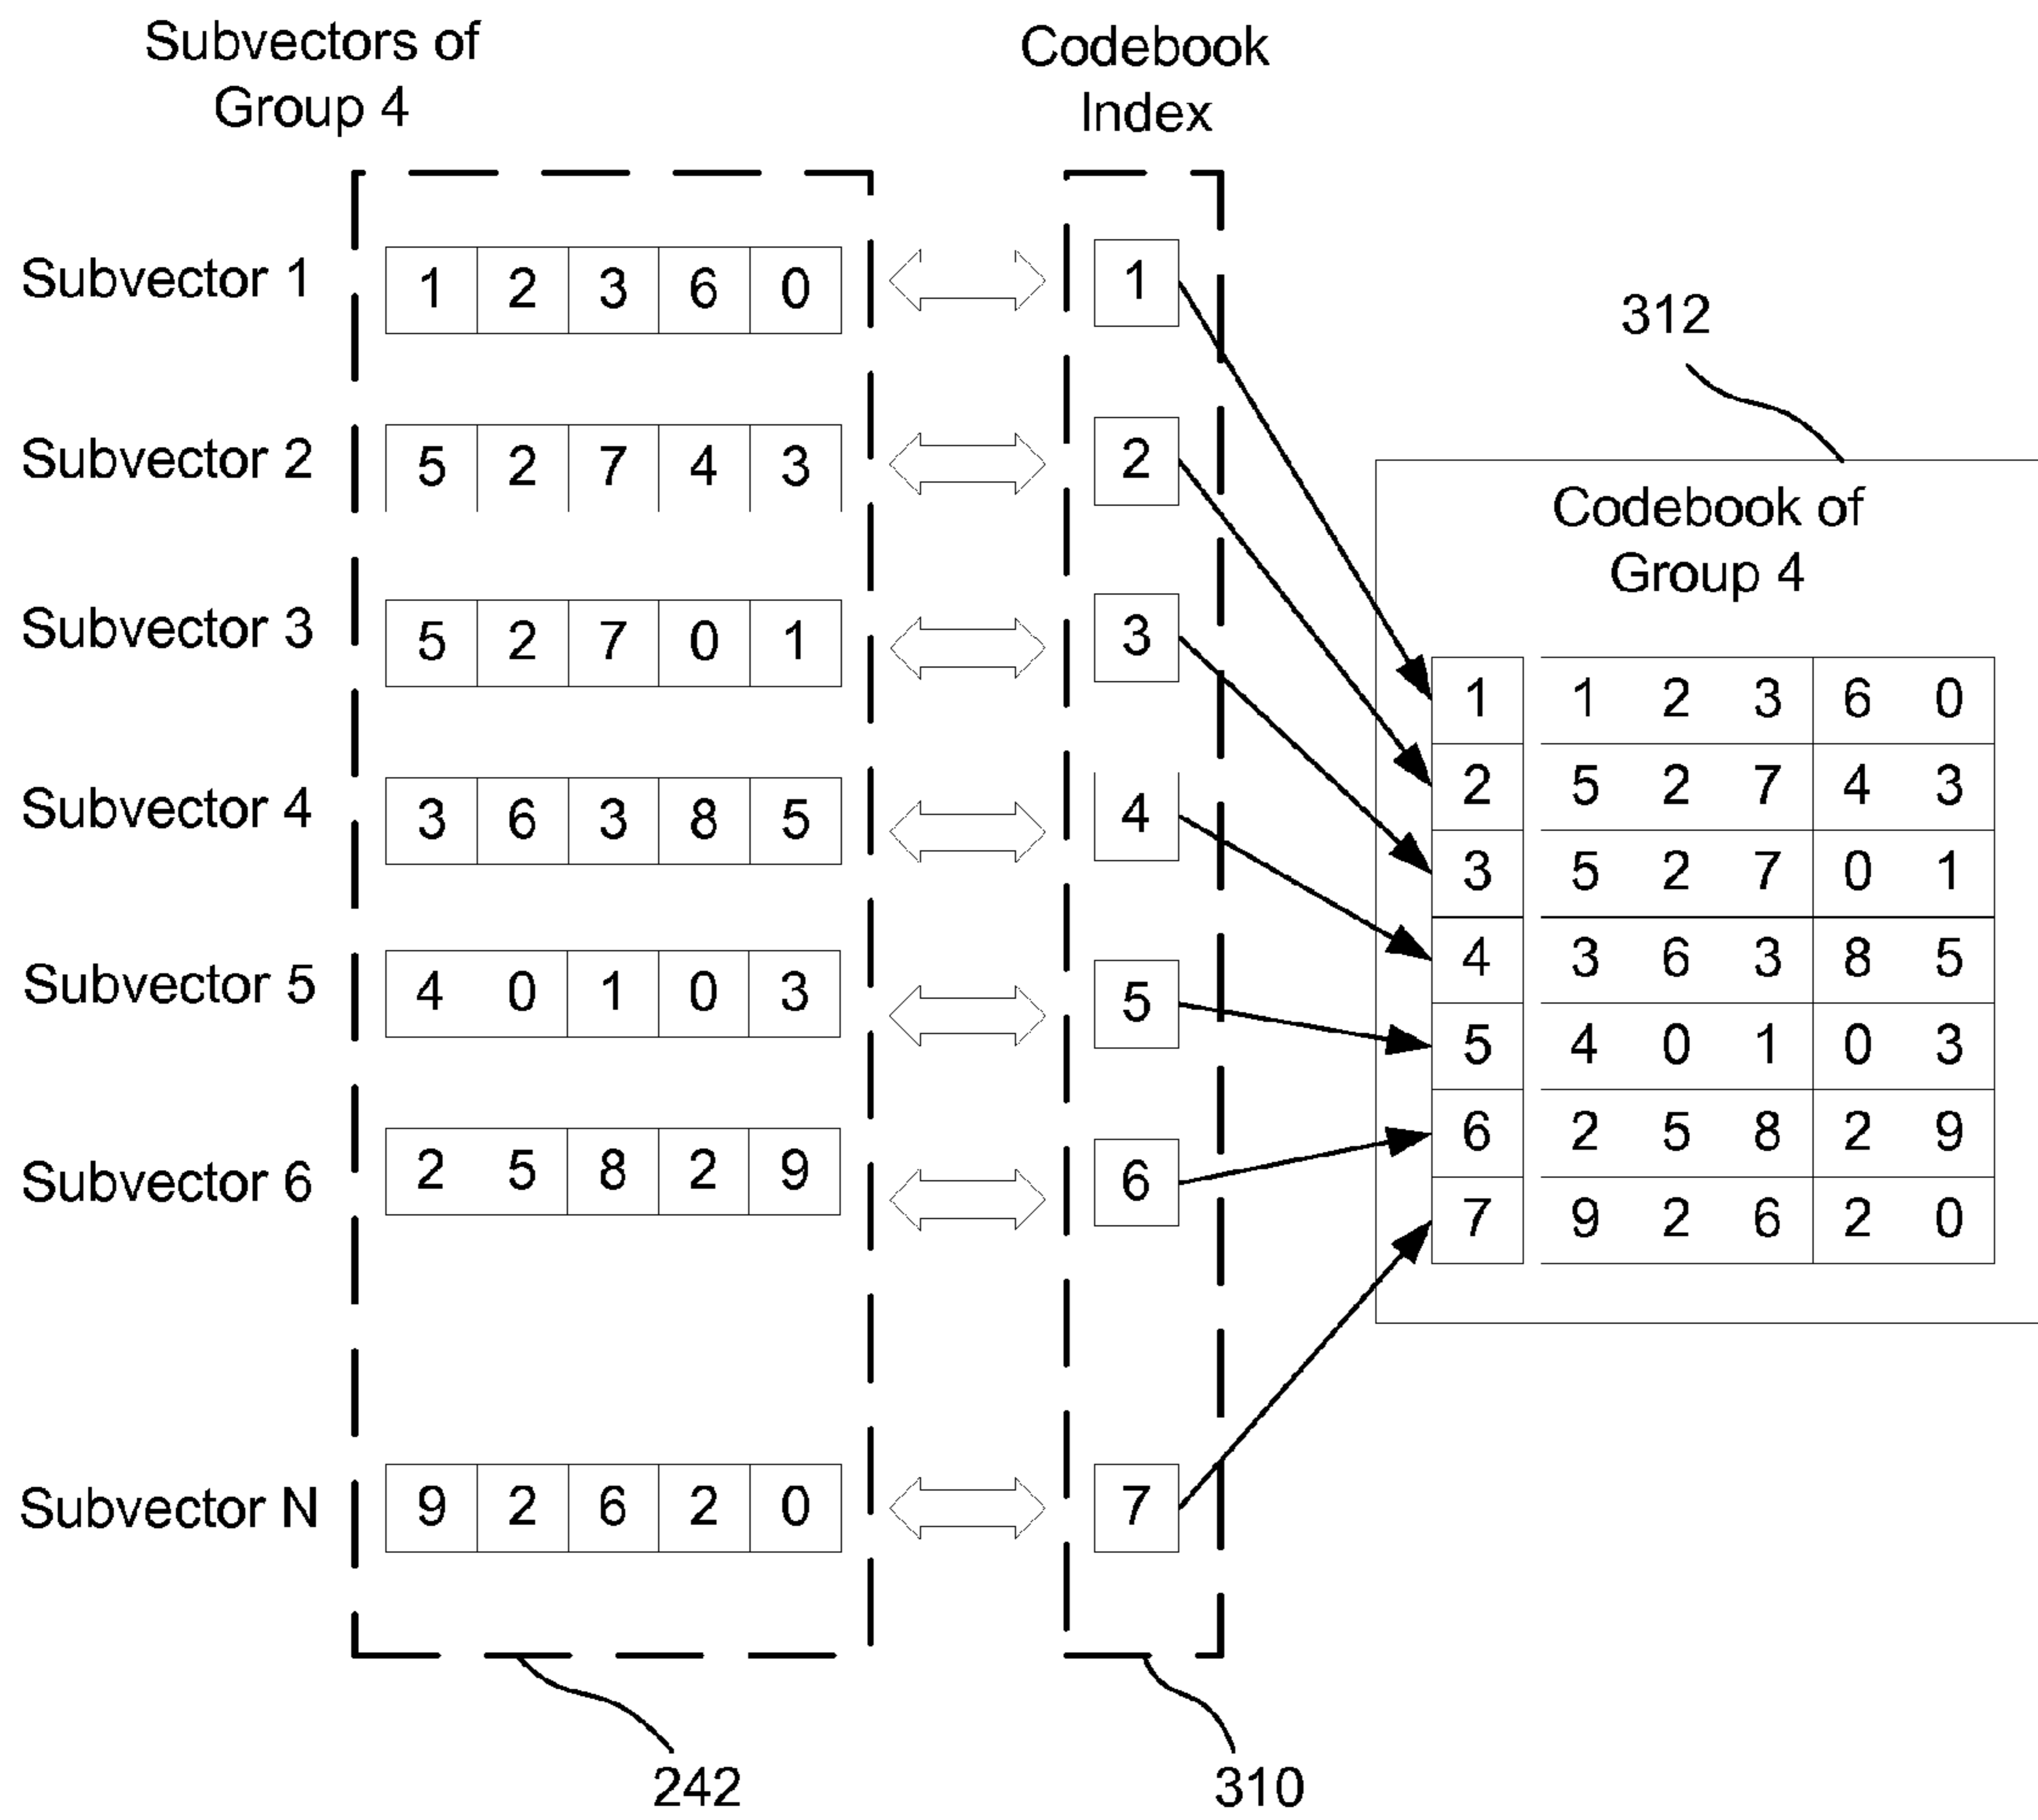 Subvectors of
Group 4
Codebook
Index
Subvector 1 1 2 3 6 0 1
312
Subvector 2 5 2 7 4 3 2
Codebook of
Group 4
Subvector 3 5 2 7 0 1 3
1 1 2 3 6 0
Subvector 4 3 6 3 8 5 4
2 5 2 7 4 3
3 5 2 7 0 1
4 3 6 3 8 5
Subvector 5 4 0 1 0 3 5
5 4 0 1 0 3
6 2 5 8 2 9
Subvector 6 2 5 8 2 9 6
7 9 2 6 2 0
Subvector N 9 2 6 2 0 7
242
310